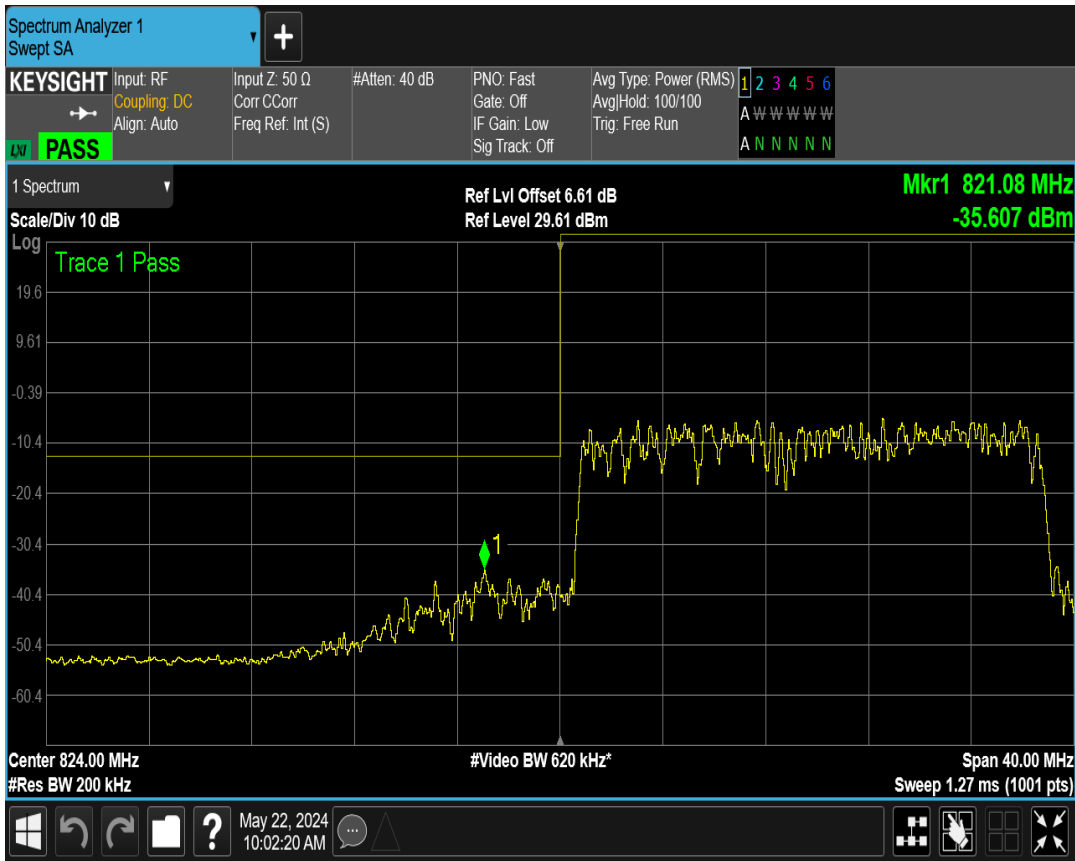 Spectrum Analyzer 1
Swept SA
+
KEYSIGHT
LXI PASS
Input: RF
Coupling: DC
Align: Auto
Input Z: 50 Ω
Corr CCorr
Freq Ref: Int (S)
#Atten: 40 dB
PNO: Fast
Gate: Off
IF Gain: Low
Sig Track: Off
Avg Type: Power (RMS)
Avg|Hold: 100/100
Trig: Free Run
1 2 3 4 5 6
A W W W W W
A N N N N N
1 Spectrum
Scale/Div 10 dB
Ref Lvl Offset 6.61 dB
Ref Level 29.61 dBm
Mkr1 821.08 MHz
-35.607 dBm
Log
Trace 1 Pass
19.6
9.61
-0.39
-10.4
-20.4
-30.4
-40.4
-50.4
-60.4
1
Center 824.00 MHz
#Res BW 200 kHz
#Video BW 620 kHz*
Span 40.00 MHz
Sweep 1.27 ms (1001 pts)
?
May 22, 2024
10:02:20 AM